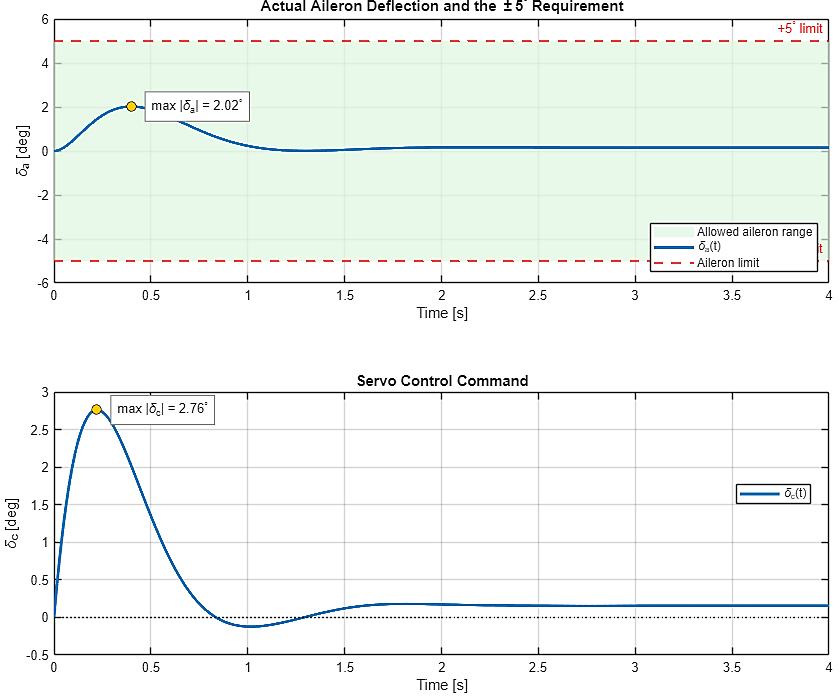 Actual Aileron Deflection and the ±5° Requirement
+5° limit
6
4
2
0
-2
-4
-6
δa [deg]
max |δa| = 2.02°
Allowed aileron range
δa(t)
Aileron limit
0
0.5
1
1.5
2
2.5
3
3.5
4
Time [s]
Servo Control Command
3
2.5
2
1.5
1
0.5
0
-0.5
δc [deg]
max |δc| = 2.76°
δc(t)
0
0.5
1
1.5
2
2.5
3
3.5
4
Time [s]